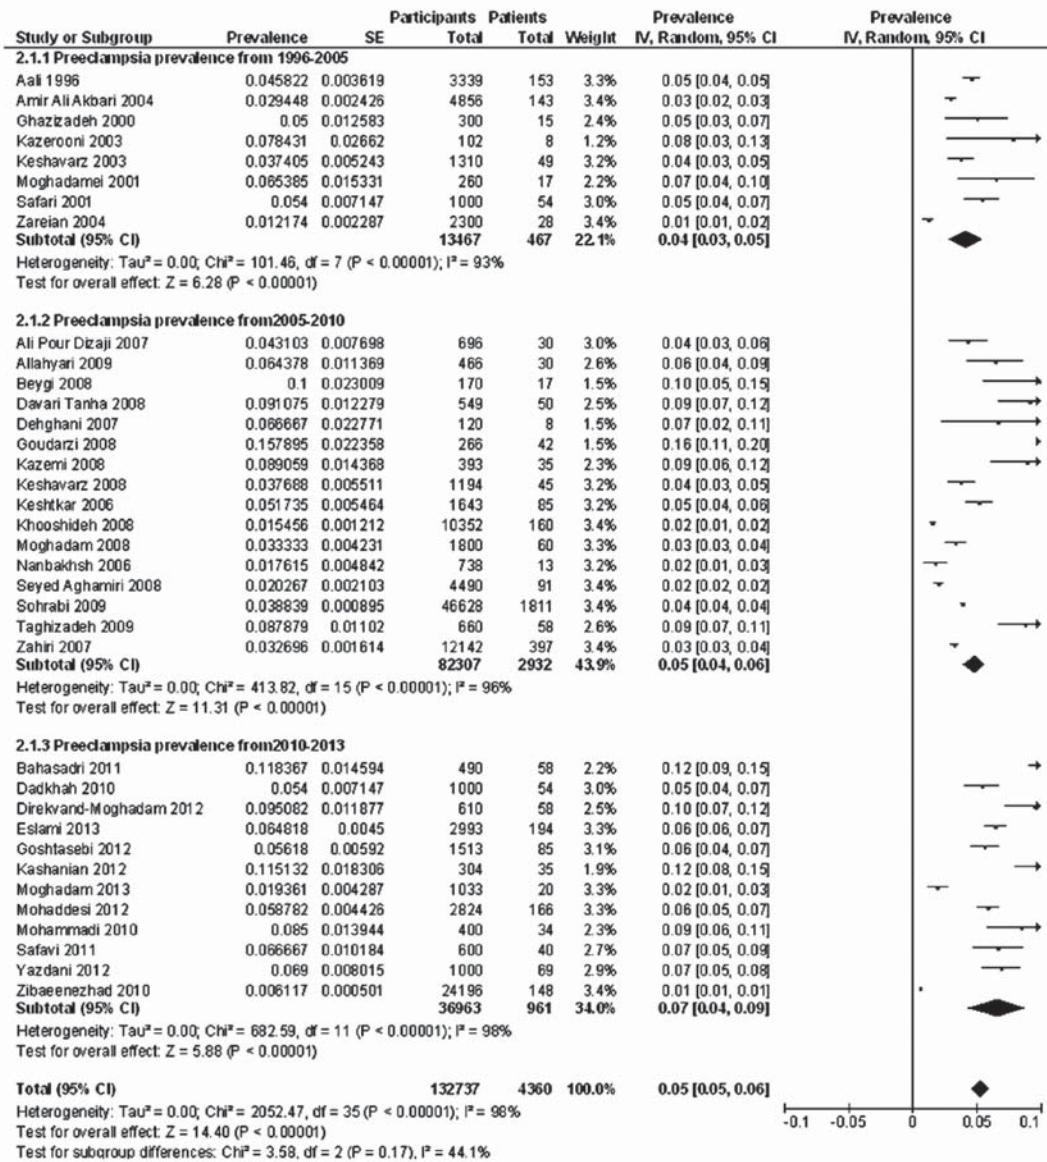 Participants Patients Prevalence Prevalence
Study or Subgroup Prevalence SE Total Total Weight IV, Random, 95% CI IV, Random, 95% CI
2.1.1 Preeclampsia prevalence from 1996-2005
Aali 1996 0.045822 0.003619 3339 153 3.3% 0.05 [0.04, 0.05]
Amir Ali Akbari 2004 0.029448 0.002426 4856 143 3.4% 0.03 [0.02, 0.03]
Ghazizadeh 2000 0.05 0.012583 300 15 2.4% 0.05 [0.03, 0.07]
Kazerooni 2003 0.078431 0.02662 102 8 1.2% 0.08 [0.03, 0.13]
Keshavarz 2003 0.037405 0.005243 1310 49 3.2% 0.04 [0.03, 0.05]
Moghadamei 2001 0.065385 0.015331 260 17 2.2% 0.07 [0.04, 0.10]
Safari 2001 0.054 0.007147 1000 54 3.0% 0.05 [0.04, 0.07]
Zareian 2004 0.012174 0.002287 2300 28 3.4% 0.01 [0.01, 0.02]
Subtotal (95% CI) 13467 467 22.1% 0.04 [0.03, 0.05]
Heterogeneity: Tau² = 0.00; Chi² = 101.46, df = 7 (P < 0.00001); I² = 93%
Test for overall effect: Z = 6.28 (P < 0.00001)
2.1.2 Preeclampsia prevalence from2005-2010
Ali Pour Dizaji 2007 0.043103 0.007698 696 30 3.0% 0.04 [0.03, 0.06]
Allahyari 2009 0.064378 0.011369 466 30 2.6% 0.06 [0.04, 0.09]
Beygi 2008 0.1 0.023009 170 17 1.5% 0.10 [0.05, 0.15]
Davari Tanha 2008 0.091075 0.012279 549 50 2.5% 0.09 [0.07, 0.12]
Dehghani 2007 0.066667 0.022771 120 8 1.5% 0.07 [0.02, 0.11]
Goudarzi 2008 0.157895 0.022358 266 42 1.5% 0.16 [0.11, 0.20]
Kazemi 2008 0.089059 0.014368 393 35 2.3% 0.09 [0.06, 0.12]
Keshavarz 2008 0.037688 0.005511 1194 45 3.2% 0.04 [0.03, 0.05]
Keshtkar 2006 0.051735 0.005464 1643 85 3.2% 0.05 [0.04, 0.06]
Khooshideh 2008 0.015456 0.001212 10352 160 3.4% 0.02 [0.01, 0.02]
Moghadam 2008 0.033333 0.004231 1800 60 3.3% 0.03 [0.03, 0.04]
Nanbakhsh 2006 0.017615 0.004842 738 13 3.2% 0.02 [0.01, 0.03]
Seyed Aghamiri 2008 0.020267 0.002103 4490 91 3.4% 0.02 [0.02, 0.02]
Sohrabi 2009 0.038839 0.000895 46628 1811 3.4% 0.04 [0.04, 0.04]
Taghizadeh 2009 0.087879 0.01102 660 58 2.6% 0.09 [0.07, 0.11]
Zahiri 2007 0.032696 0.001614 12142 397 3.4% 0.03 [0.03, 0.04]
Subtotal (95% CI) 82307 2932 43.9% 0.05 [0.04, 0.06]
Heterogeneity: Tau² = 0.00; Chi² = 413.82, df = 15 (P < 0.00001); I² = 96%
Test for overall effect: Z = 11.31 (P < 0.00001)
2.1.3 Preeclampsia prevalence from2010-2013
Bahasadri 2011 0.118367 0.014594 490 58 2.2% 0.12 [0.09, 0.15]
Dadkhah 2010 0.054 0.007147 1000 54 3.0% 0.05 [0.04, 0.07]
Direkvand-Moghadam 2012 0.095082 0.011877 610 58 2.5% 0.10 [0.07, 0.12]
Eslami 2013 0.064818 0.0045 2993 194 3.3% 0.06 [0.06, 0.07]
Goshtasebi 2012 0.05618 0.00592 1513 85 3.1% 0.06 [0.04, 0.07]
Kashanian 2012 0.115132 0.018306 304 35 1.9% 0.12 [0.08, 0.15]
Moghadam 2013 0.019361 0.004287 1033 20 3.3% 0.02 [0.01, 0.03]
Mohaddesi 2012 0.058782 0.004426 2824 166 3.3% 0.06 [0.05, 0.07]
Mohammadi 2010 0.085 0.013944 400 34 2.3% 0.09 [0.06, 0.11]
Safavi 2011 0.066667 0.010184 600 40 2.7% 0.07 [0.05, 0.09]
Yazdani 2012 0.069 0.008015 1000 69 2.9% 0.07 [0.05, 0.08]
Zibaeenezhad 2010 0.006117 0.000501 24196 148 3.4% 0.01 [0.01, 0.01]
Subtotal (95% CI) 36963 961 34.0% 0.07 [0.04, 0.09]
Heterogeneity: Tau² = 0.00; Chi² = 682.59, df = 11 (P < 0.00001); I² = 98%
Test for overall effect: Z = 5.88 (P < 0.00001)
Total (95% CI) 132737 4360 100.0% 0.05 [0.05, 0.06]
Heterogeneity: Tau² = 0.00; Chi² = 2052.47, df = 35 (P < 0.00001); I² = 98%
Test for overall effect: Z = 14.40 (P < 0.00001)
Test for subgroup differences: Chi² = 3.58, df = 2 (P = 0.17), I² = 44.1%
-0.1 -0.05 0 0.05 0.1